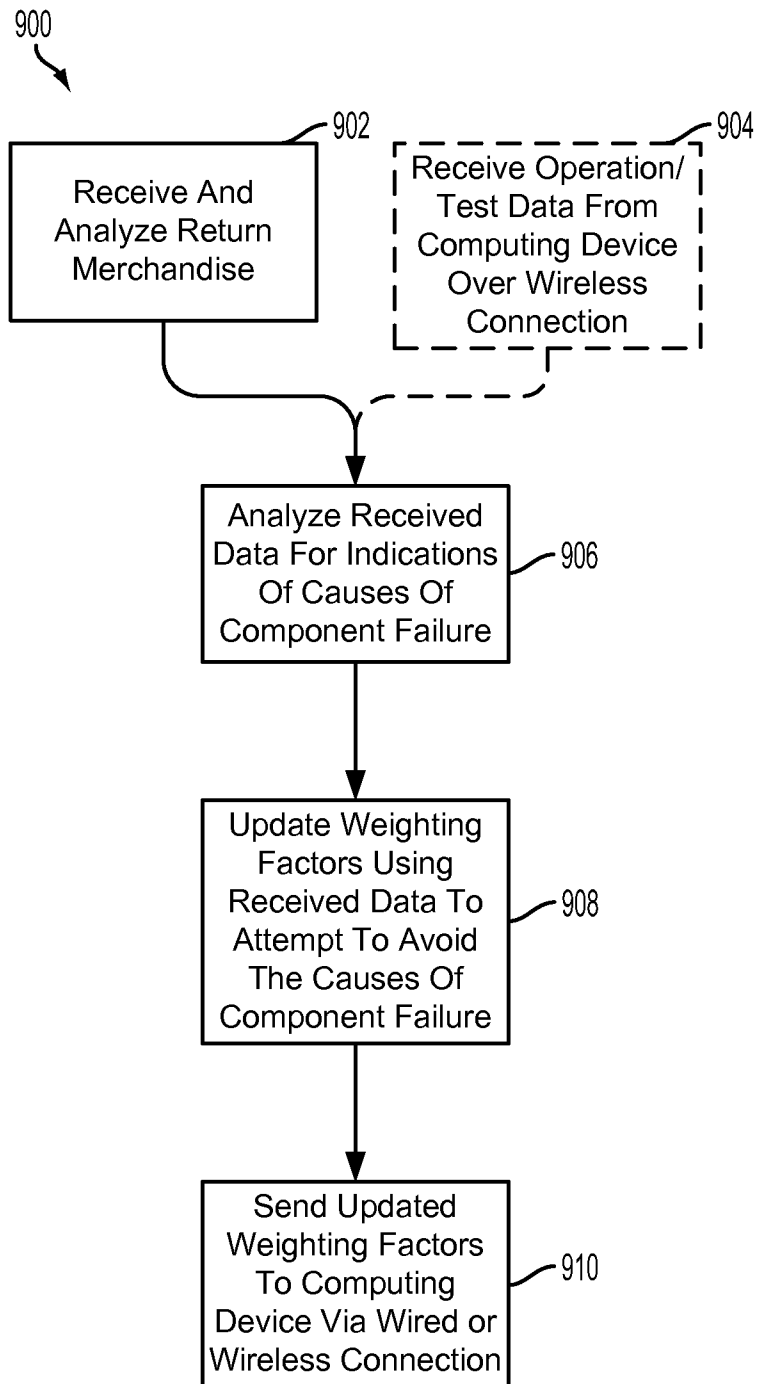 900
902
Receive And
Analyze Return
Merchandise
904
Receive Operation/
Test Data From
Computing Device
Over Wireless
Connection
Analyze Received
Data For Indications
Of Causes Of
Component Failure
906
Update Weighting
Factors Using
Received Data To
Attempt To Avoid
The Causes Of
Component Failure
908
Send Updated
Weighting Factors
To Computing
Device Via Wired or
Wireless Connection
910